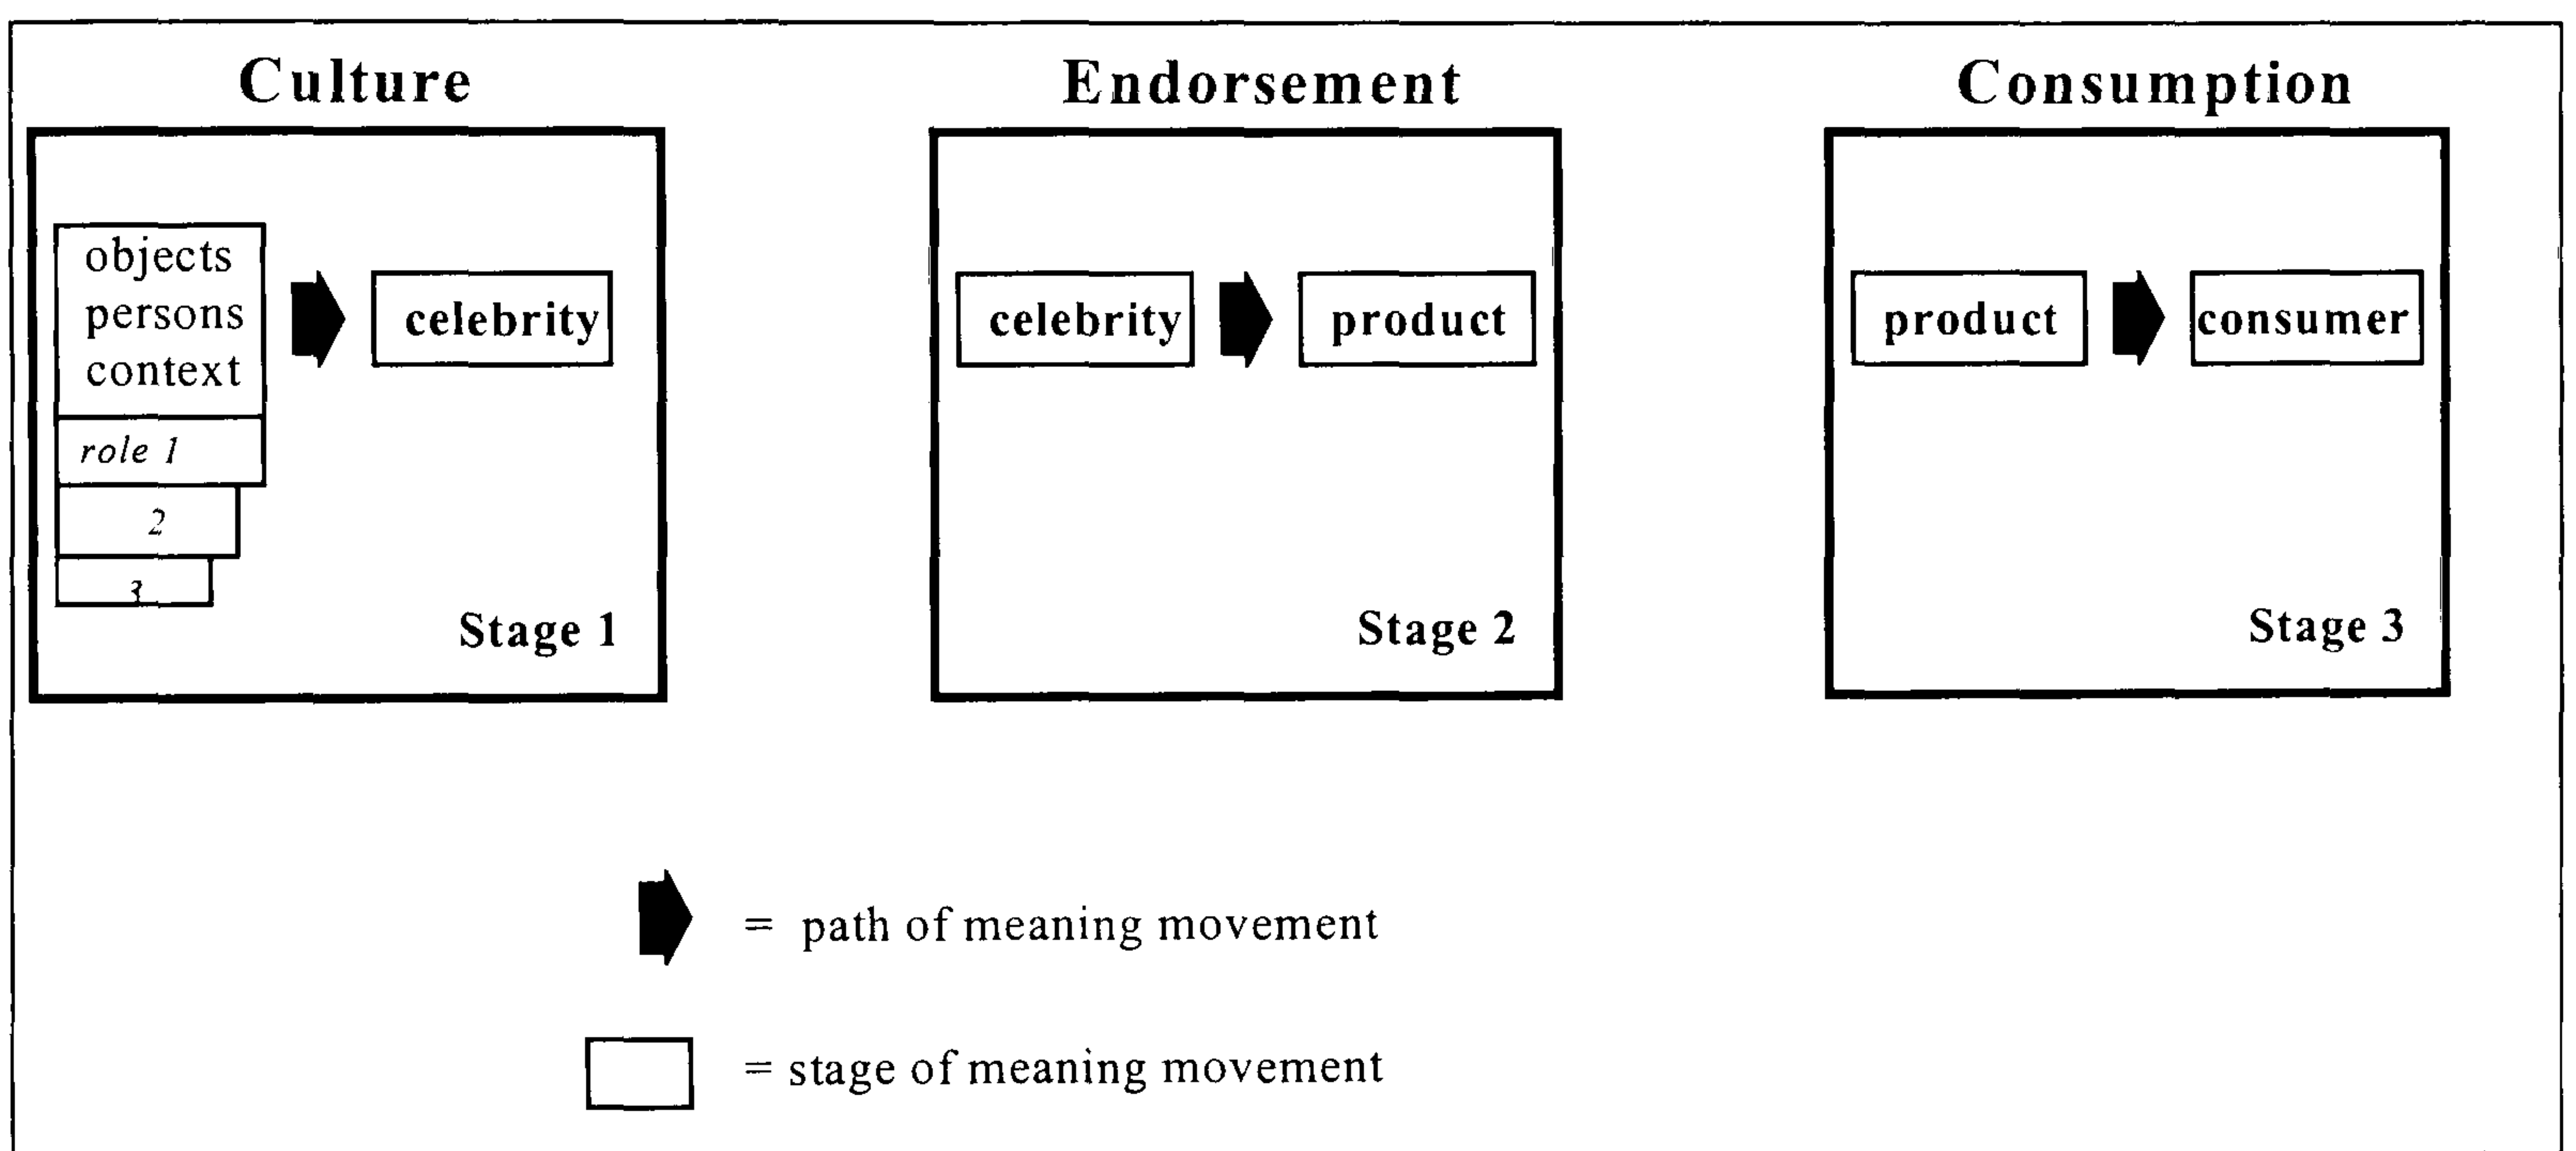 Culture
objects
persons
context
celebrity
role 1
2
3
Stage 1
Endorsement
celebrity
product
Stage 2
Consumption
product
consumer
Stage 3
= path of meaning movement
= stage of meaning movement